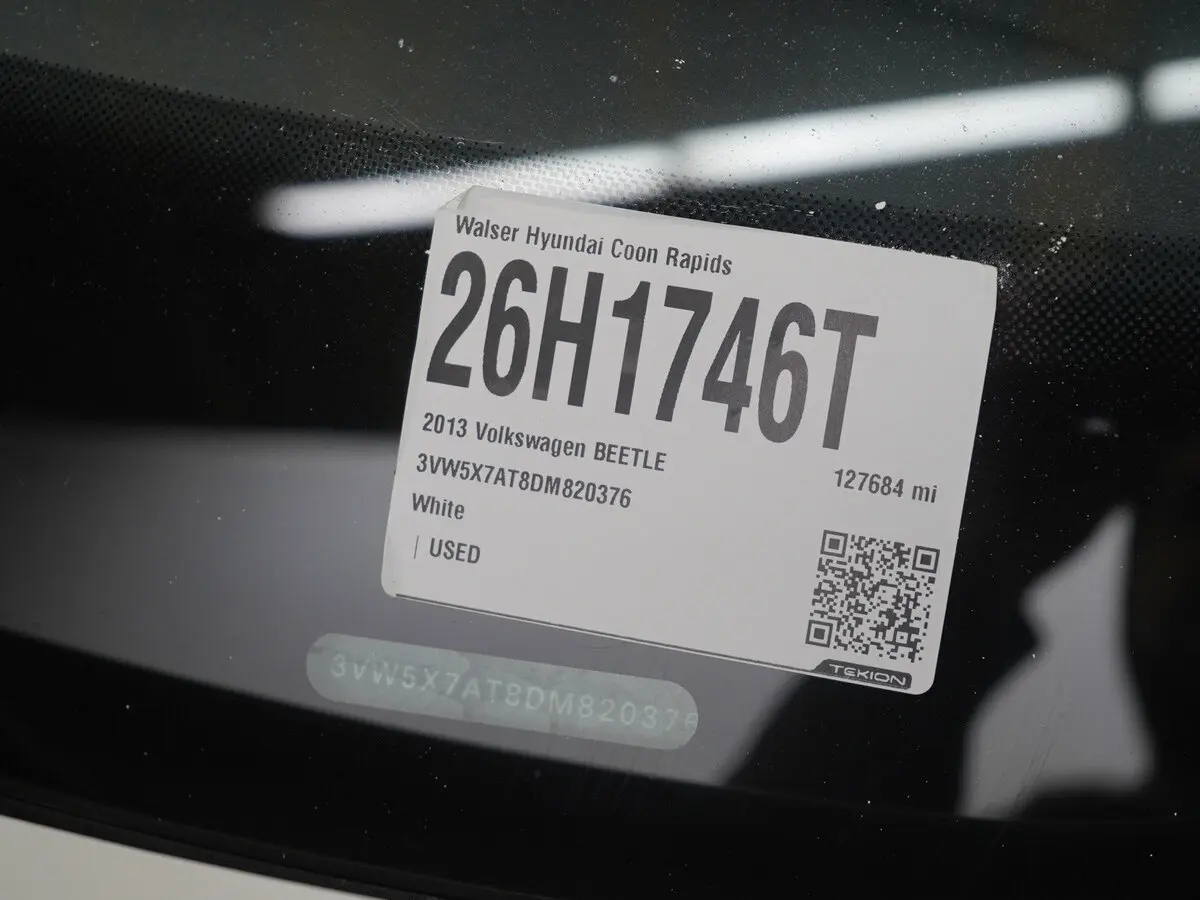 Walser Hyundai Coon Rapids
26H1746T
2013 Volkswagen BEETLE
3VW5X7AT8DM820376
127684 mi
White
| USED
TEKION
3VW5X7AT8DM820376